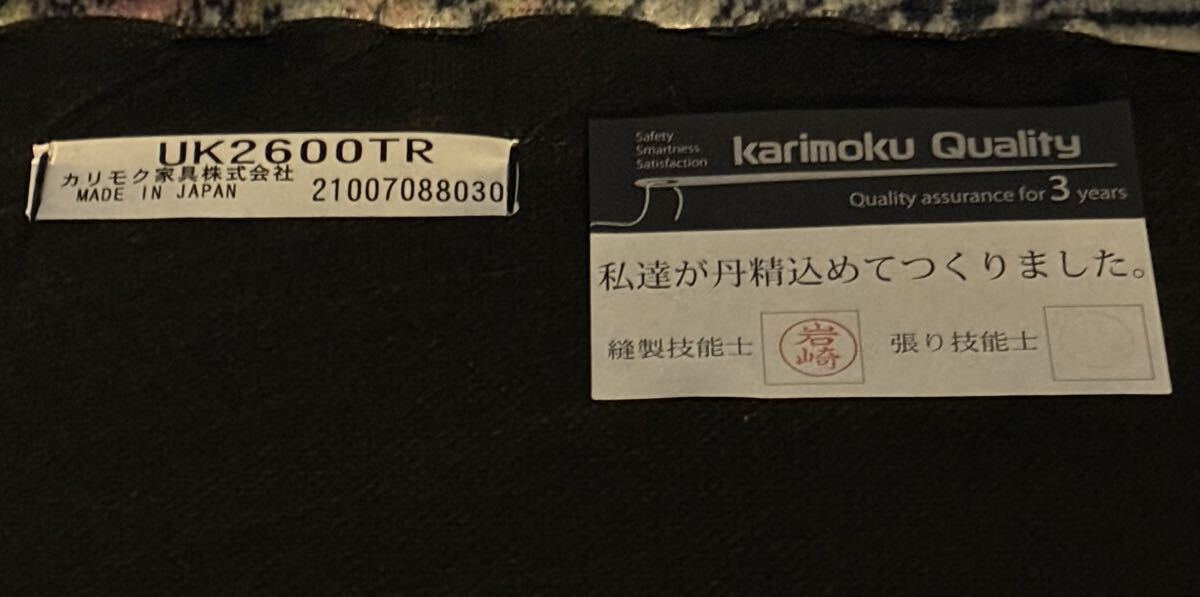 UK2600TR
カリモク家具株式会社
MADE IN JAPAN 21007088030
Safety
Smartness
Satisfaction
karimoku Quality
Quality assurance for 3 years
私達が丹精込めてつくりました。
縫製技能士 岩崎 張り技能士